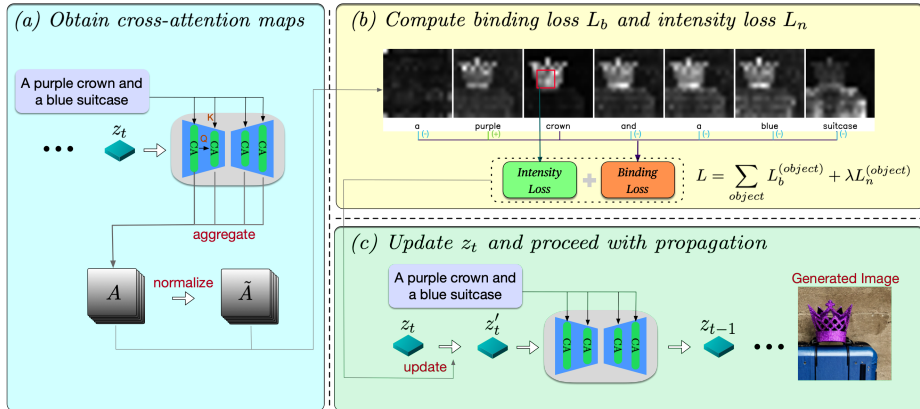 (a) Obtain cross-attention maps
A purple crown and
a blue suitcase
z_t
K
Q
CA CA CA CA
aggregate
normalize
A
Ã
(b) Compute binding loss L_b and intensity loss L_n
a purple crown and a blue suitcase
(-) (+) (-) (-) (-) (-)
Intensity
Loss
+
Binding
Loss
L = ∑_{object} L_b^{(object)} + λL_n^{(object)}
(c) Update z_t and proceed with propagation
A purple crown and
a blue suitcase
z_t
update
z_t'
CA CA CA CA
z_{t-1}
Generated Image